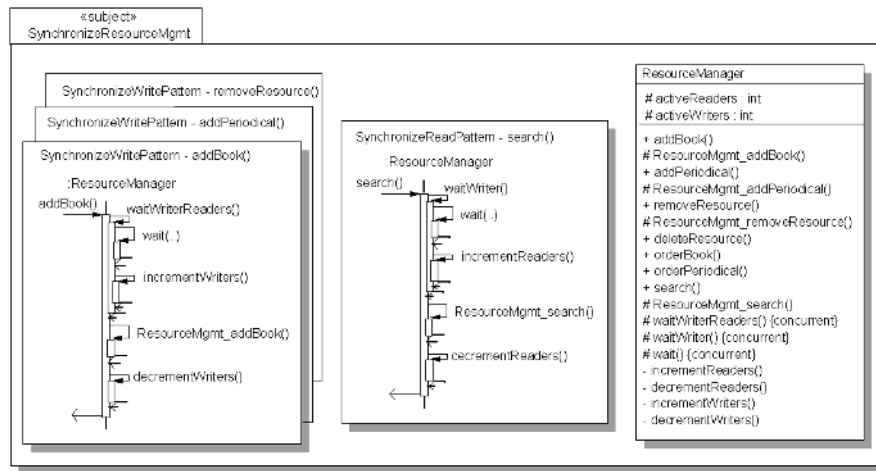 «subject»
SynchronizeResourceMgmt
SynchronizeWritePattern - removeResource()
SynchronizeWritePattern - addPeriodical()
SynchronizeWritePattern - addBook()
:ResourceManager
addBook()
waitWriterReaders()
wait(..)
incrementWriters()
ResourceMgmt_addBook()
decrementWriters()
SynchronizeReadPattern - search()
:ResourceManager
search()
waitWriter()
wait(..)
incrementReaders()
ResourceMgmt_search()
cecrementReaders()
ResourceManager
# activeReaders : int
# activeWriters : int
+ addBook()
# ResourceMgmt_addBook()
+ addPeriodical()
# ResourceMgmt_addPeriodical()
+ removeResource()
# ResourceMgmt_removeResource()
+ deleteResource()
+ orderBook()
+ orderPeriodical()
+ search()
# ResourceMgmt_search()
# waitWriterReaders() {concurrent}
# waitWriter() {concurrent}
# wait() {concurrent}
- incrementReaders()
- decrementReaders()
- incrementWriters()
- decrementWriters()